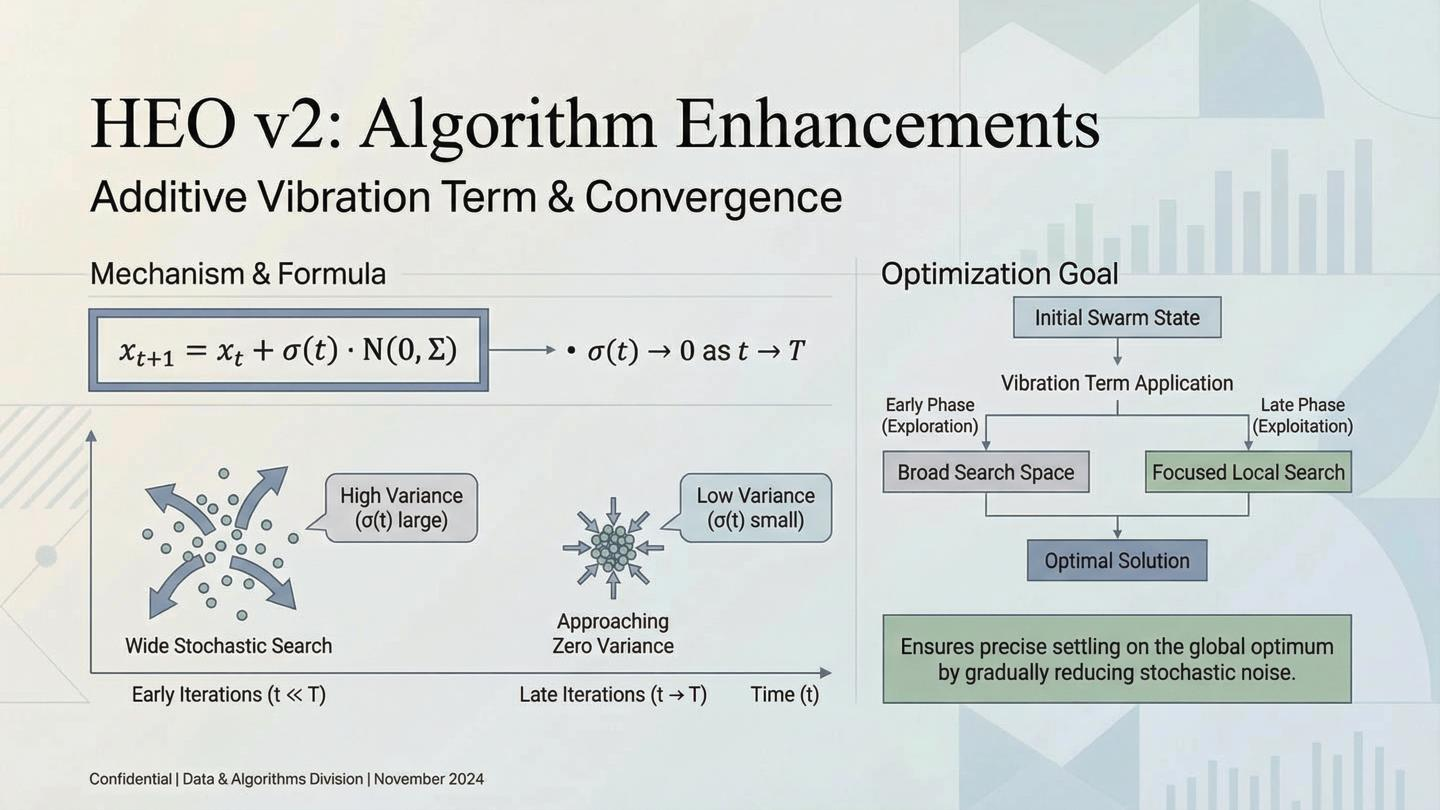 HEO v2: Algorithm Enhancements
Additive Vibration Term & Convergence
Mechanism & Formula
x_{t+1} = x_t + σ(t) · N(0, Σ)
• σ(t) → 0 as t → T
High Variance
(σ(t) large)
Low Variance
(σ(t) small)
Wide Stochastic Search
Approaching
Zero Variance
Early Iterations (t ≪ T)
Late Iterations (t → T)
Time (t)
Optimization Goal
Initial Swarm State
Vibration Term Application
Early Phase
(Exploration)
Late Phase
(Exploitation)
Broad Search Space
Focused Local Search
Optimal Solution
Ensures precise settling on the global optimum
by gradually reducing stochastic noise.
Confidential | Data & Algorithms Division | November 2024